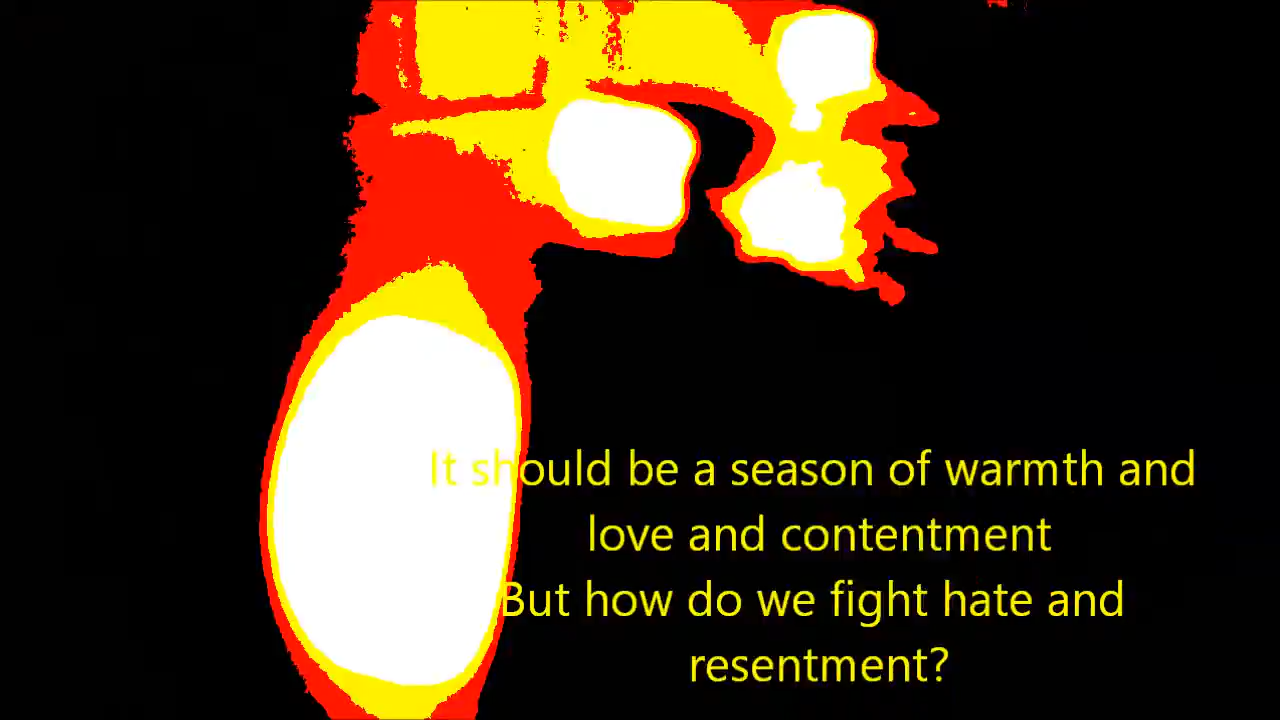 It should be a season of warmth and
love and contentment
But how do we fight hate and
resentment?